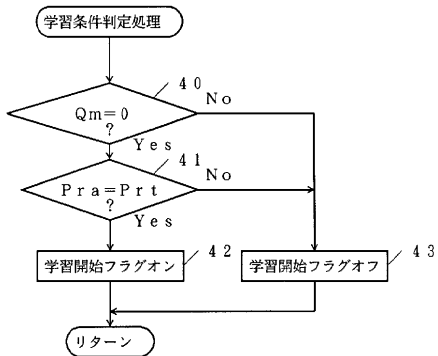 学習条件判定処理
40
Qm=0
?
No
Yes
41
Pra=Prt
?
No
Yes
学習開始フラグオン
42
学習開始フラグオフ
43
リターン